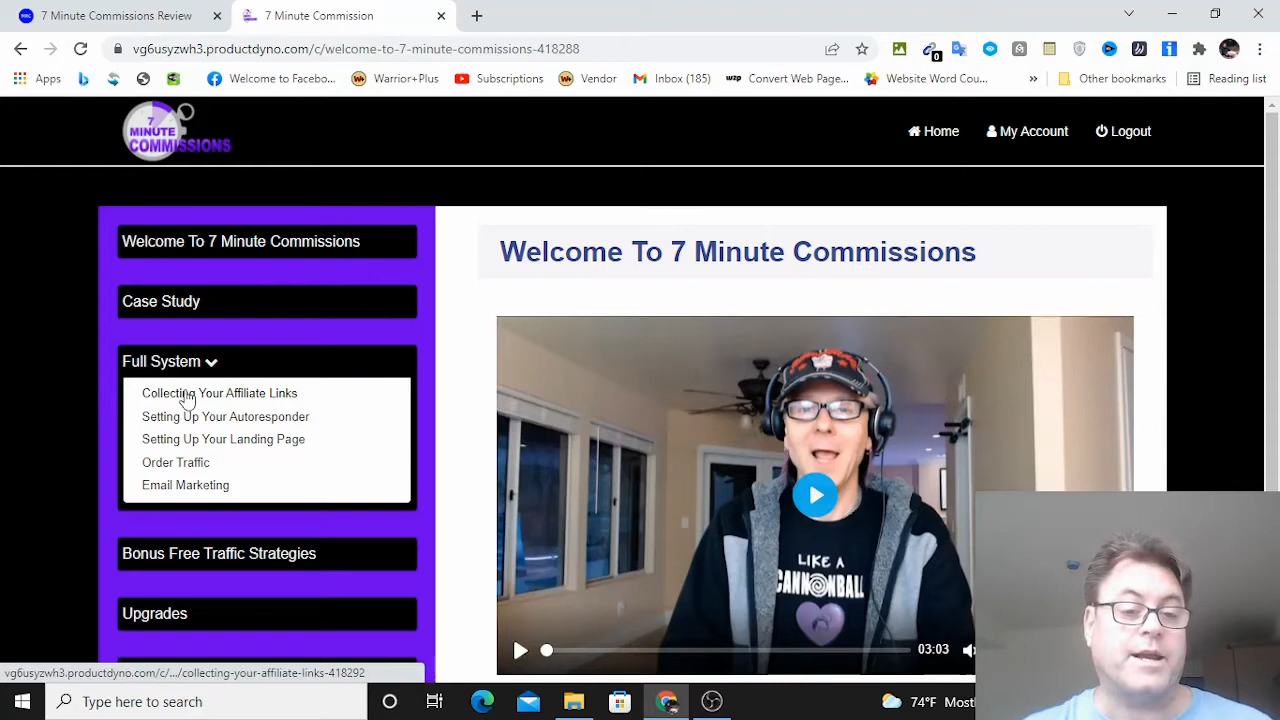 7 Minute Commissions Review
7 Minute Commission
vg6usyzwh3.productdyno.com/c/welcome-to-7-minute-commissions-418288
0
Apps
Welcome to Facebo...
Warrior+Plus
Subscriptions
Vendor
Inbox (185)
wzp Convert Web Page...
Website Word Cou...
»
Other bookmarks
Reading list
7
MINUTE
COMMISSIONS
Home
My Account
Logout
Welcome To 7 Minute Commissions
Case Study
Full System
Collecting Your Affiliate Links
Setting Up Your Autoresponder
Setting Up Your Landing Page
Order Traffic
Email Marketing
Bonus Free Traffic Strategies
Upgrades
Welcome To 7 Minute Commissions
LIKE A
CANNONBALL
03:03
vg6usyzwh3.productdyno.com/c/.../collecting-your-affiliate-links-418292
Type here to search
74°F Mostl